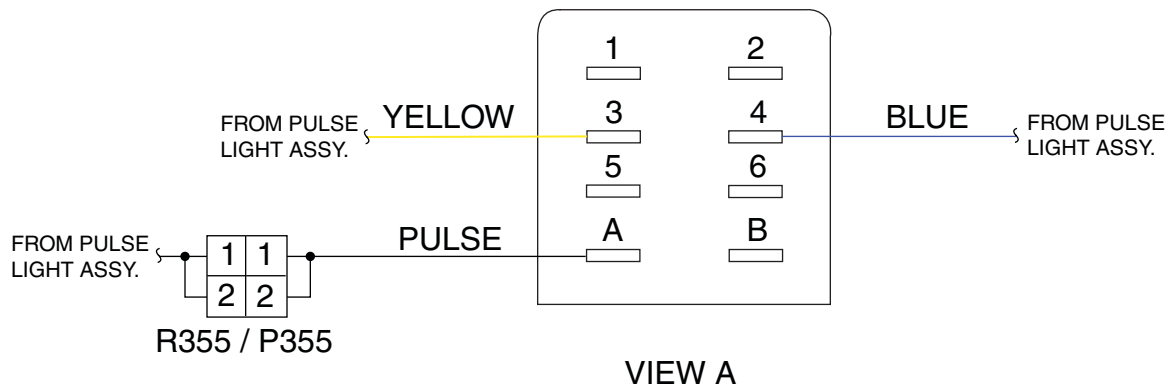 1 2
FROM PULSE LIGHT ASSY.
YELLOW
3 4
BLUE
FROM PULSE LIGHT ASSY.
5 6
FROM PULSE LIGHT ASSY.
1 1
2 2
R355 / P355
PULSE
A B
VIEW A